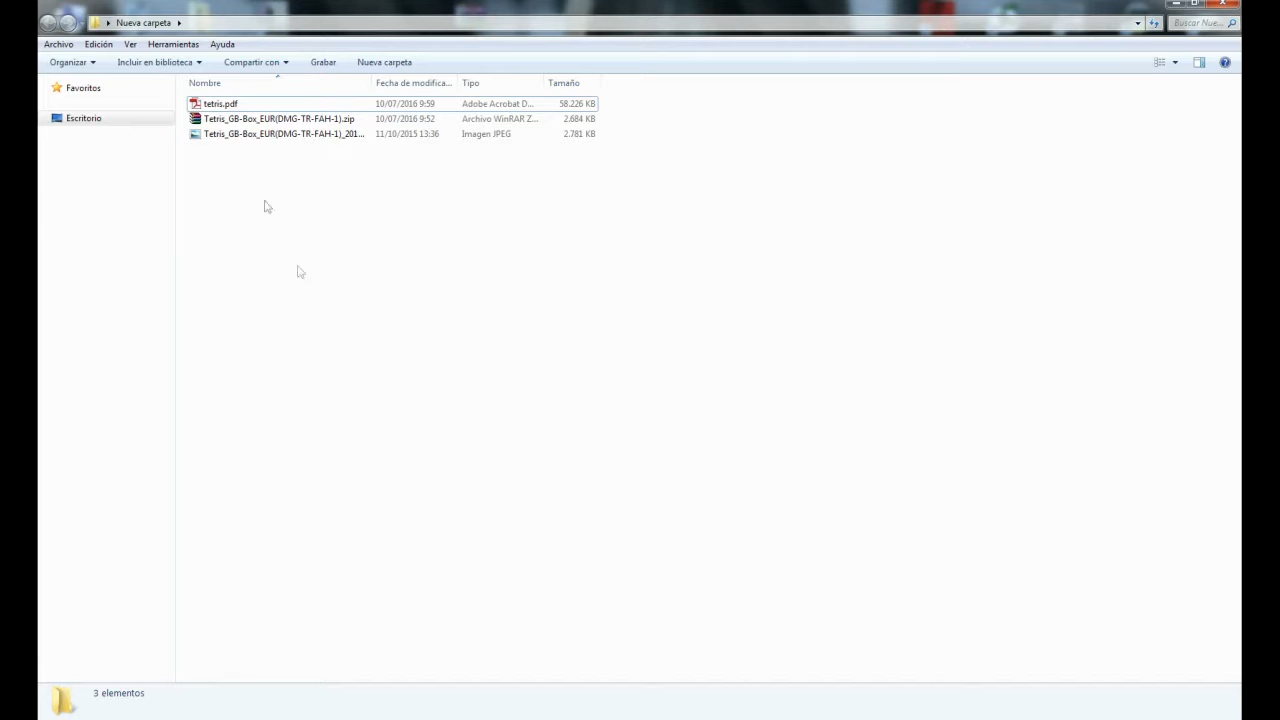 Nueva carpeta
Buscar Nue...
Archivo Edición Ver Herramientas Ayuda
Organizar Incluir en biblioteca Compartir con Grabar Nueva carpeta
Favoritos
Escritorio
Nombre Fecha de modifica... Tipo Tamaño
tetris.pdf 10/07/2016 9:59 Adobe Acrobat D... 58.226 KB
Tetris_GB-Box_EUR(DMG-TR-FAH-1).zip 10/07/2016 9:52 Archivo WinRAR Z... 2.684 KB
Tetris_GB-Box_EUR(DMG-TR-FAH-1)_201... 11/10/2015 13:36 Imagen JPEG 2.781 KB
3 elementos